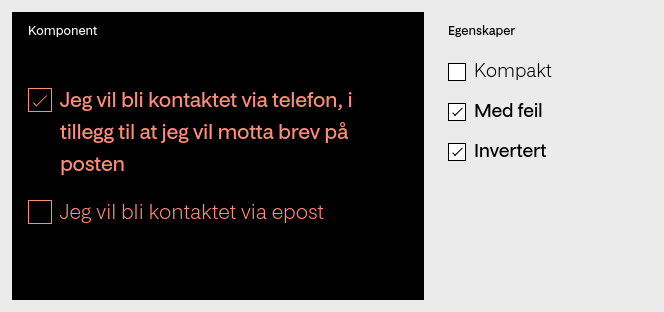 Komponent
Jeg vil bli kontaktet via telefon, i
tillegg til at jeg vil motta brev på
posten
Jeg vil bli kontaktet via epost
Egenskaper
Kompakt
Med feil
Invertert